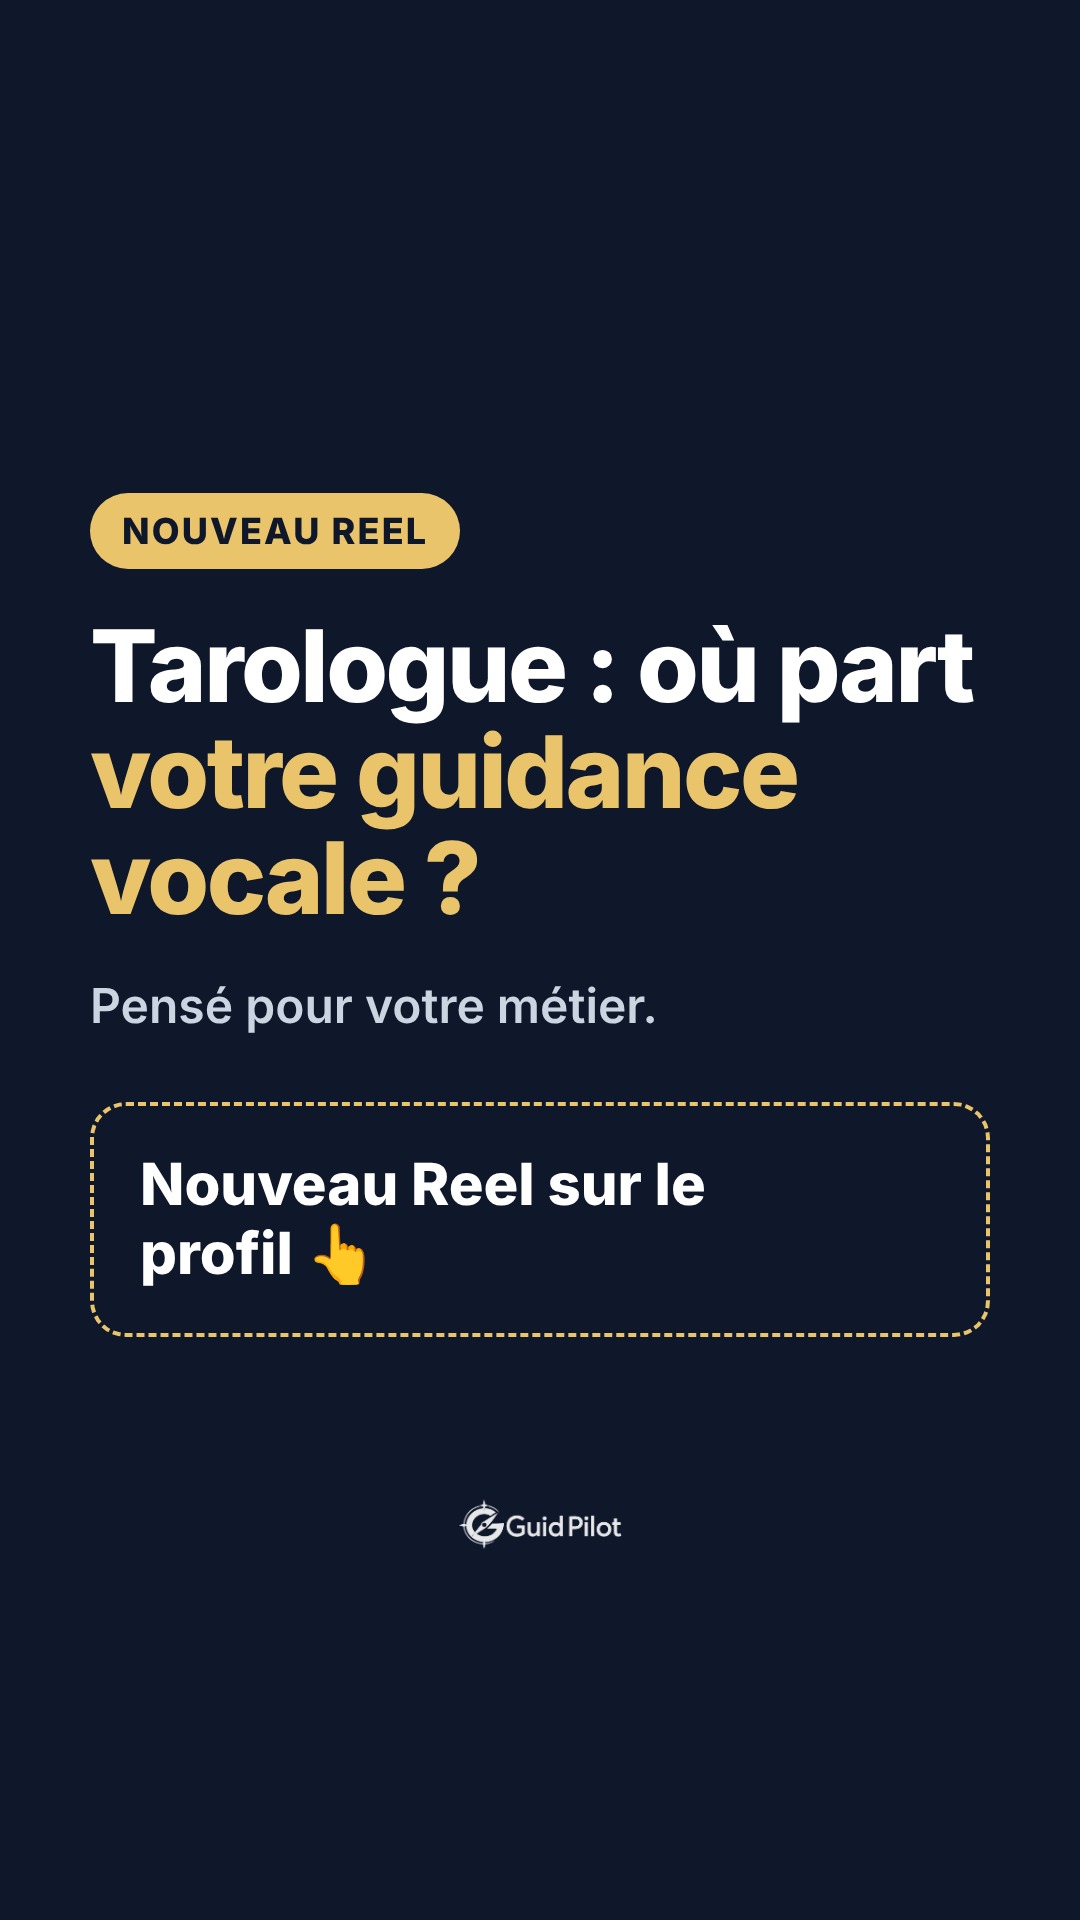 NOUVEAU REEL
Tarologue : où part
votre guidance
vocale ?
Pensé pour votre métier.
Nouveau Reel sur le
profil 👆
GuidPilot